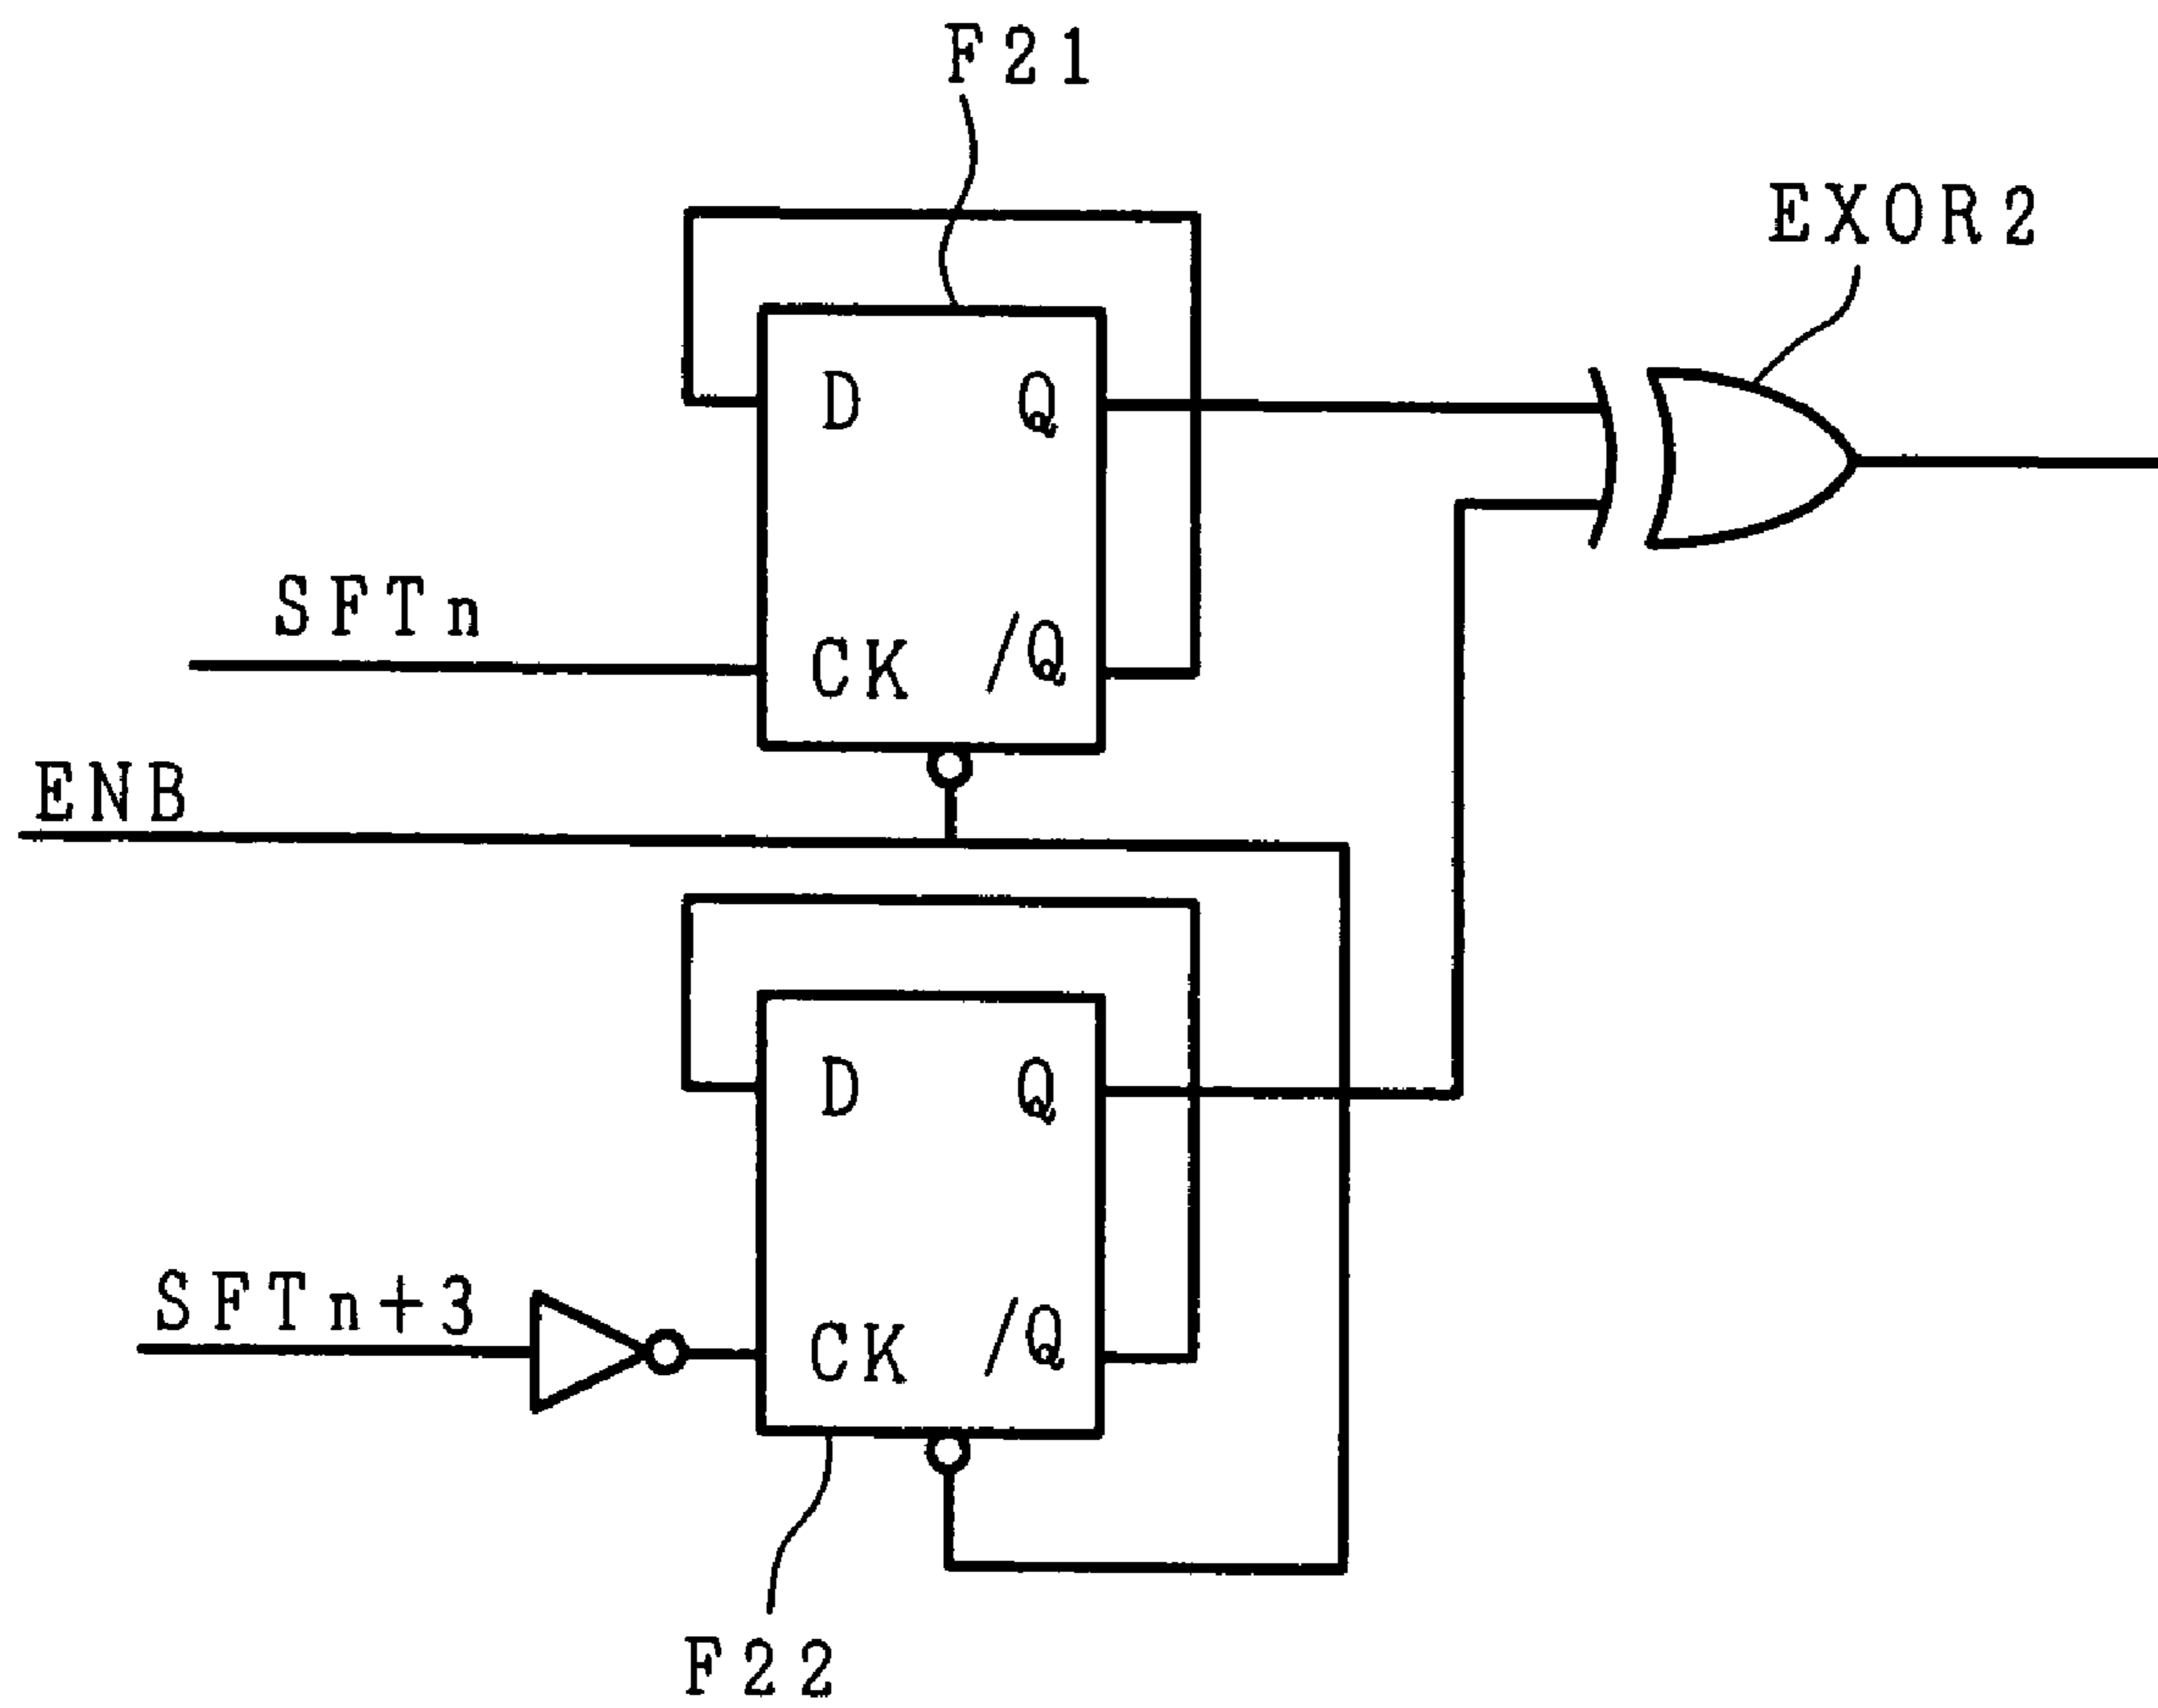 F21
EXOR2
D Q
SFTn
CK /Q
ENB
D Q
SFTn+3
CK /Q
F22